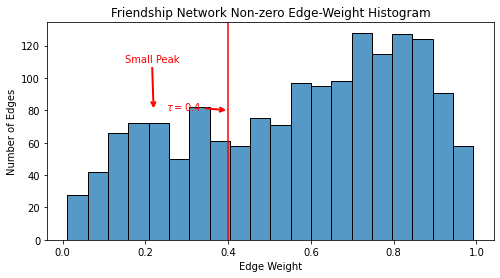 Friendship Network Non-zero Edge-Weight Histogram
Number of Edges
120
100
80
60
40
20
0
Small Peak
τ = 0.4
0.0 0.2 0.4 0.6 0.8 1.0
Edge Weight